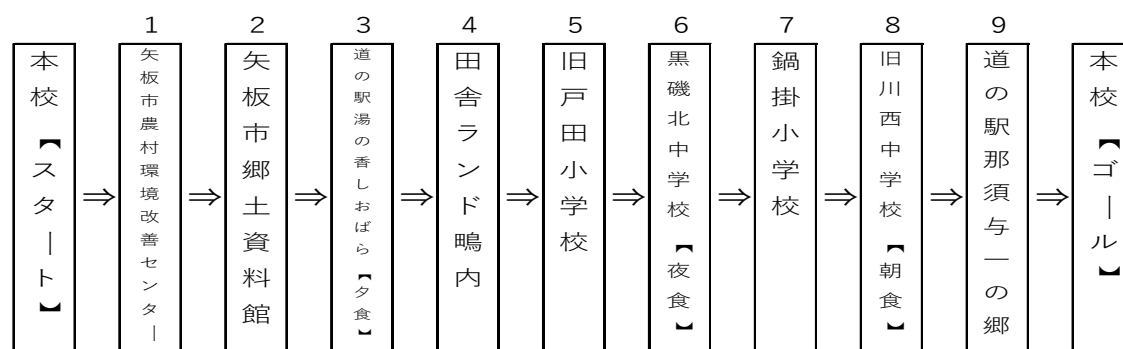 本校【スタート】
1
矢板市農村環境改善センター
2
矢板市郷土資料館
3
道の駅湯の香しおばら【夕食】
4
田舎ランド鴫内
5
旧戸田小学校
6
黒磯北中学校【夜食】
7
鍋掛小学校
8
旧川西中学校【朝食】
9
道の駅那須与一の郷
本校【ゴール】